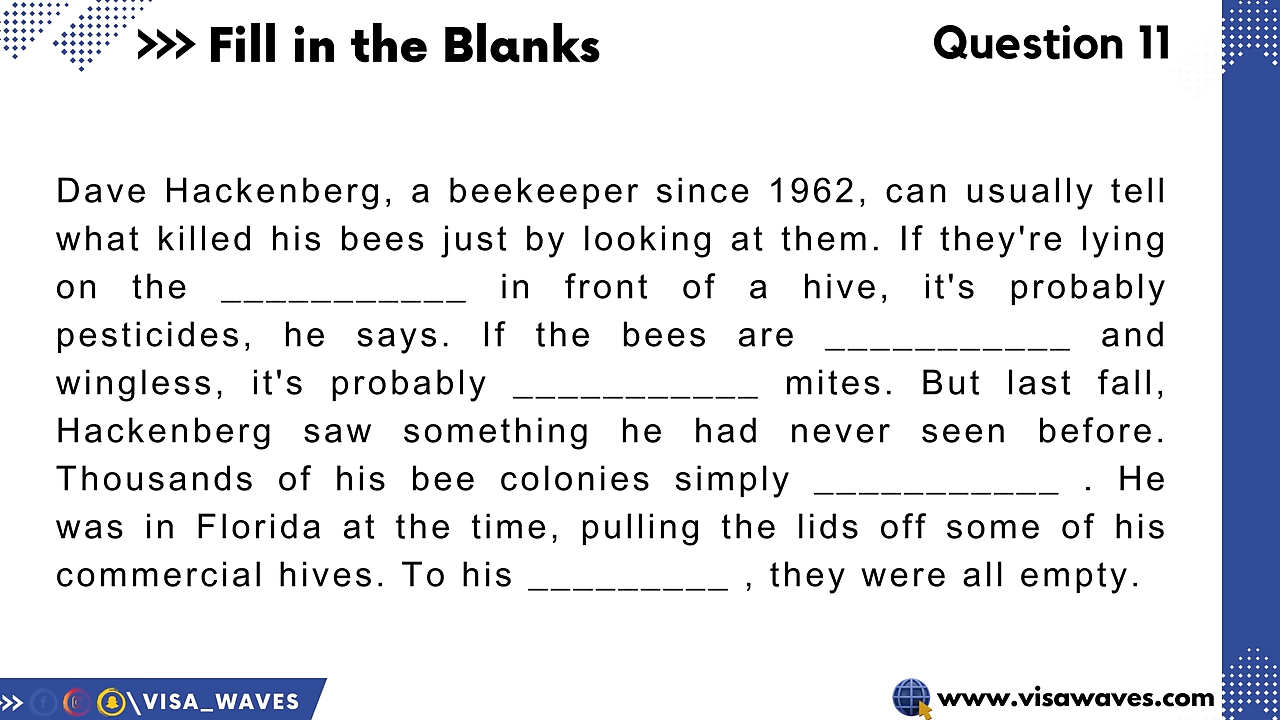 >>> Fill in the Blanks
Question 11
Dave Hackenberg, a beekeeper since 1962, can usually tell
what killed his bees just by looking at them. If they're lying
on the ___________ in front of a hive, it's probably
pesticides, he says. If the bees are ___________ and
wingless, it's probably ___________ mites. But last fall,
Hackenberg saw something he had never seen before.
Thousands of his bee colonies simply ___________ . He
was in Florida at the time, pulling the lids off some of his
commercial hives. To his _________ , they were all empty.
>> \VISA_WAVES
www.visawaves.com